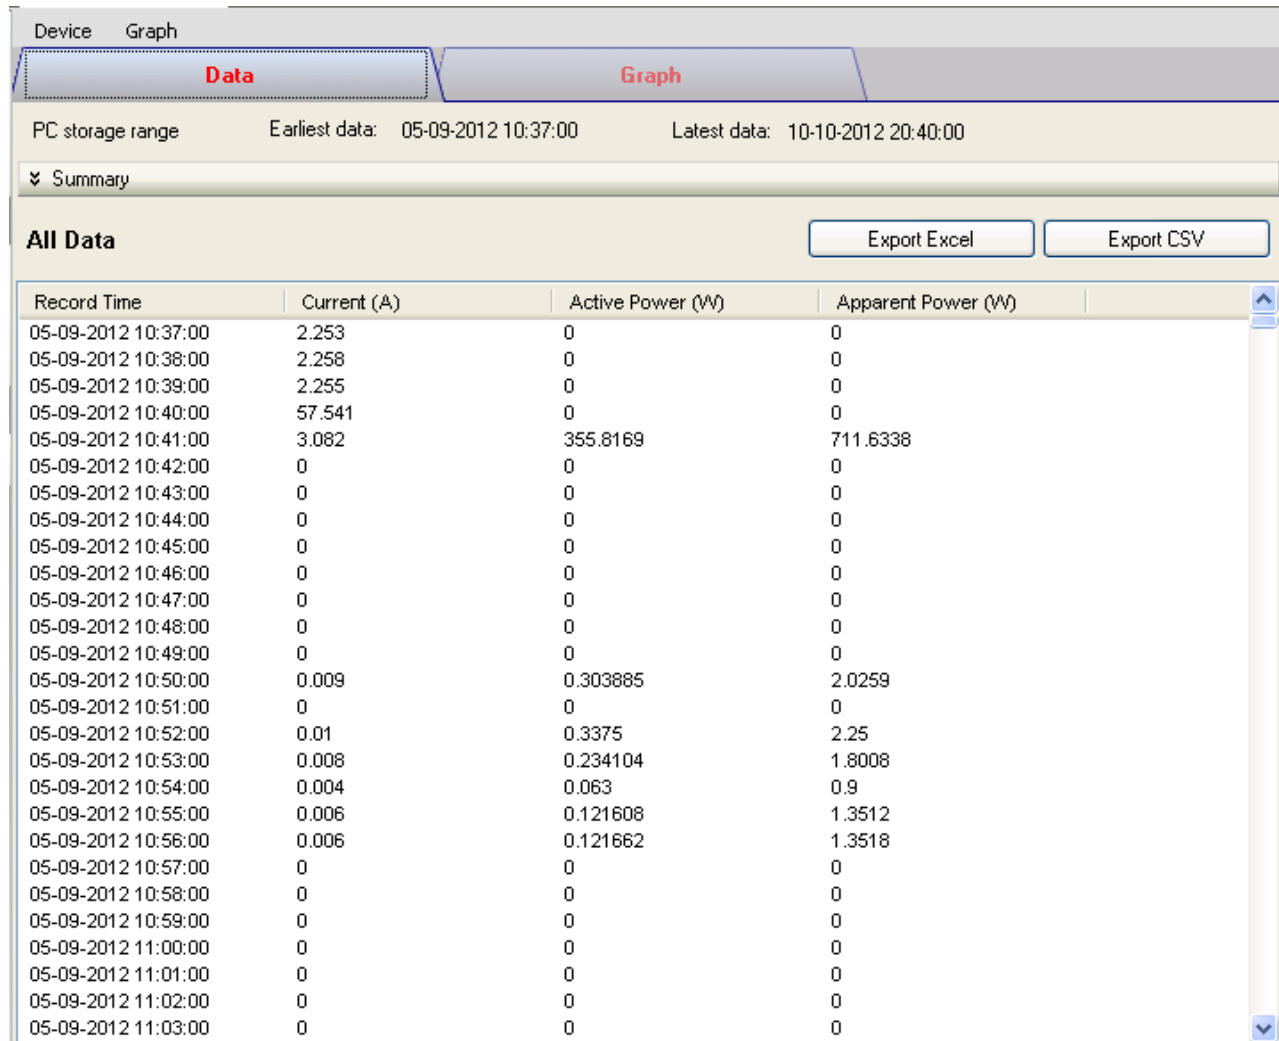 Device Graph
Data Graph
PC storage range Earliest data: 05-09-2012 10:37:00 Latest data: 10-10-2012 20:40:00
Summary
All Data Export Excel Export CSV
Record Time Current (A) Active Power (W) Apparent Power (W)
05-09-2012 10:37:00 2.253 0 0
05-09-2012 10:38:00 2.258 0 0
05-09-2012 10:39:00 2.255 0 0
05-09-2012 10:40:00 57.541 0 0
05-09-2012 10:41:00 3.082 355.8169 711.6338
05-09-2012 10:42:00 0 0 0
05-09-2012 10:43:00 0 0 0
05-09-2012 10:44:00 0 0 0
05-09-2012 10:45:00 0 0 0
05-09-2012 10:46:00 0 0 0
05-09-2012 10:47:00 0 0 0
05-09-2012 10:48:00 0 0 0
05-09-2012 10:49:00 0 0 0
05-09-2012 10:50:00 0.009 0.303885 2.0259
05-09-2012 10:51:00 0 0 0
05-09-2012 10:52:00 0.01 0.3375 2.25
05-09-2012 10:53:00 0.008 0.234104 1.8008
05-09-2012 10:54:00 0.004 0.063 0.9
05-09-2012 10:55:00 0.006 0.121608 1.3512
05-09-2012 10:56:00 0.006 0.121662 1.3518
05-09-2012 10:57:00 0 0 0
05-09-2012 10:58:00 0 0 0
05-09-2012 10:59:00 0 0 0
05-09-2012 11:00:00 0 0 0
05-09-2012 11:01:00 0 0 0
05-09-2012 11:02:00 0 0 0
05-09-2012 11:03:00 0 0 0